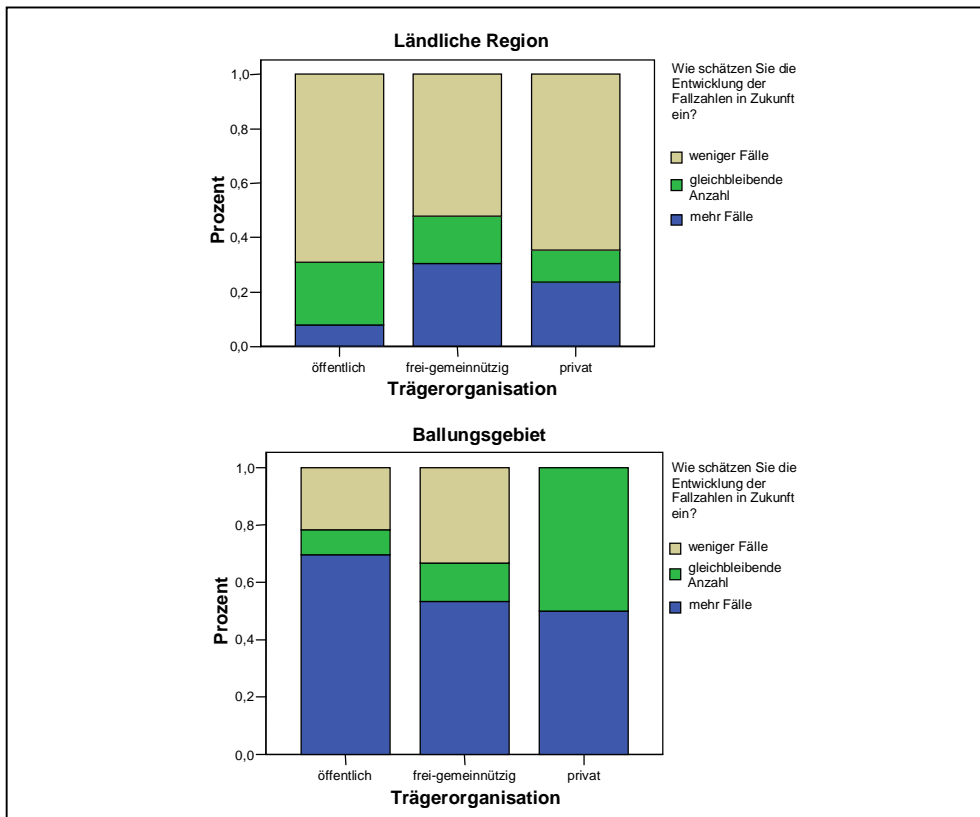 Ländliche Region
Wie schätzen Sie die
Entwicklung der
Fallzahlen in Zukunft
ein?
weniger Fälle
gleichbleibende
Anzahl
mehr Fälle
Prozent
1,0
0,8
0,6
0,4
0,2
0,0
öffentlich
frei-gemeinnützig
privat
Trägerorganisation
Ballungsgebiet
Wie schätzen Sie die
Entwicklung der
Fallzahlen in Zukunft
ein?
weniger Fälle
gleichbleibende
Anzahl
mehr Fälle
Prozent
1,0
0,8
0,6
0,4
0,2
0,0
öffentlich
frei-gemeinnützig
privat
Trägerorganisation